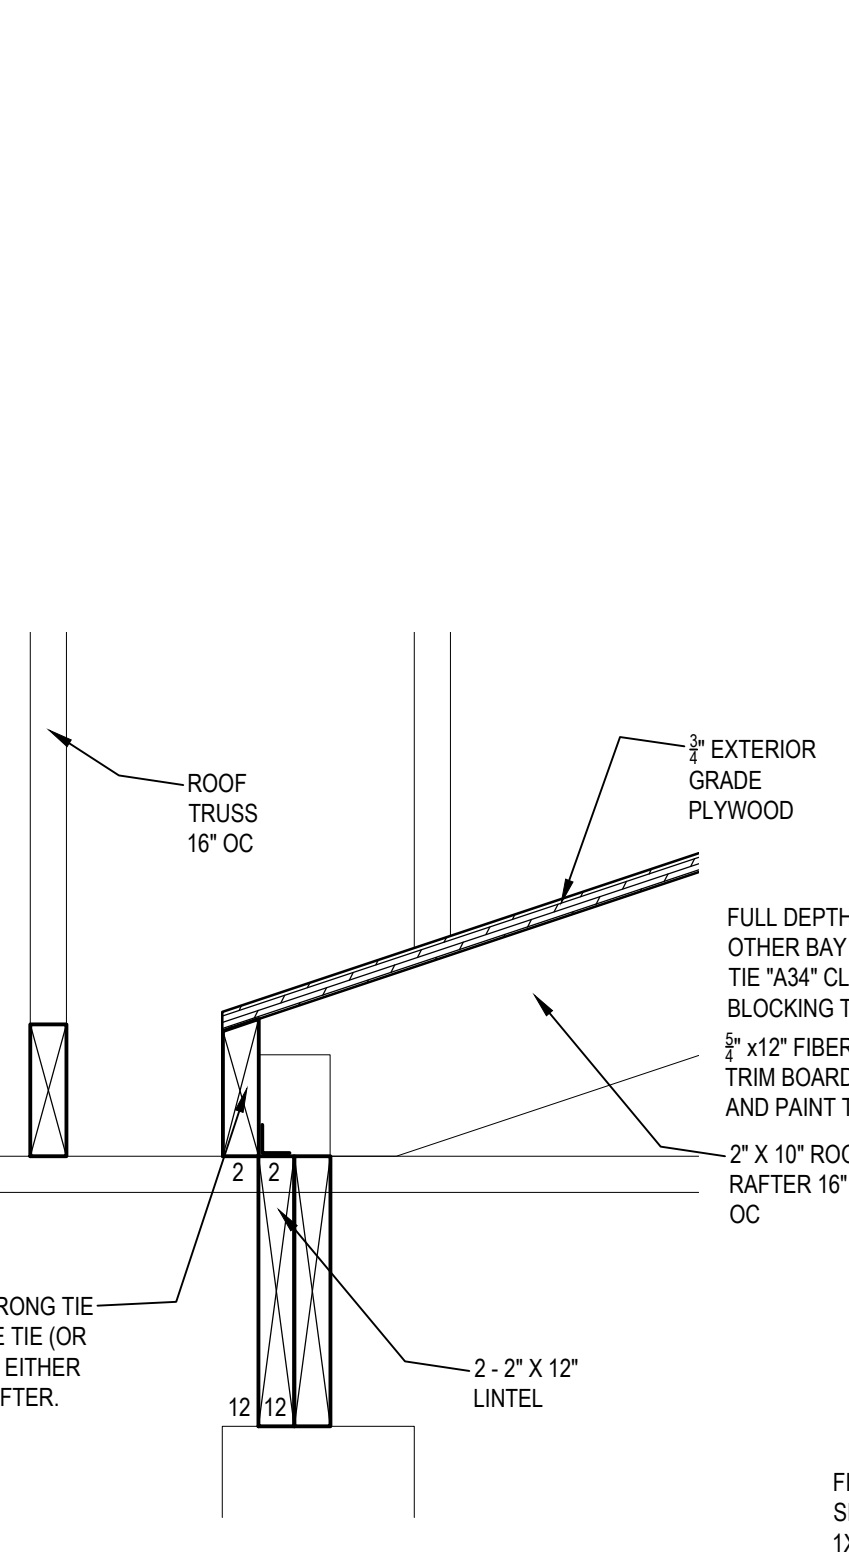 ROOF
TRUSS
16" OC
3/4" EXTERIOR
GRADE
PLYWOOD
FULL DEPTH
OTHER BAY
TIE "A34" CL
BLOCKING T
5/4" x12" FIBER
TRIM BOARD
AND PAINT T
2" X 10" ROO
RAFTER 16"
OC
2 2
RONG TIE
E TIE (OR
EITHER
FTER.
2 - 2" X 12"
LINTEL
12 12
SI
1X